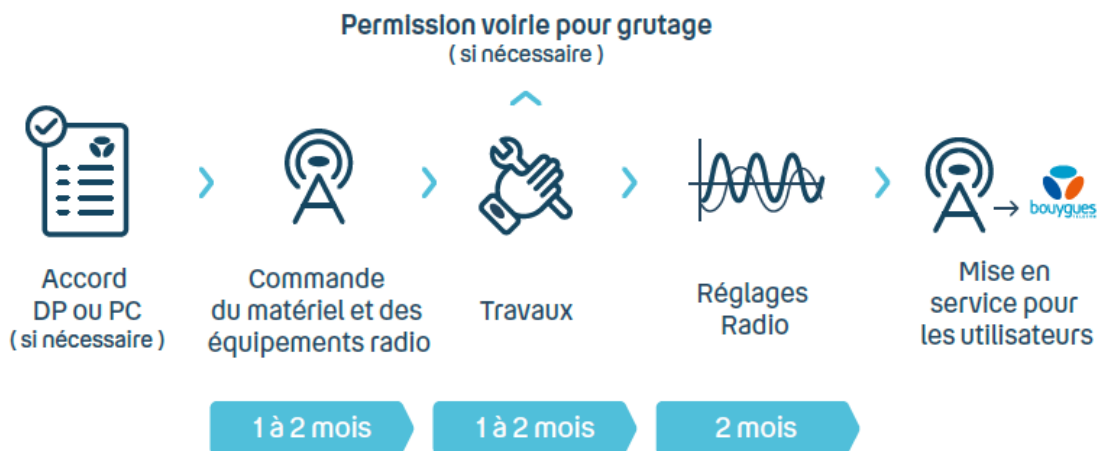 Permission voirie pour grutage
( si nécessaire )
Accord
DP ou PC
( si nécessaire )
Commande
du matériel et des
équipements radio
Travaux
Réglages
Radio
bouygues
TELECOM
Mise en
service pour
les utilisateurs
1 à 2 mois
1 à 2 mois
2 mois